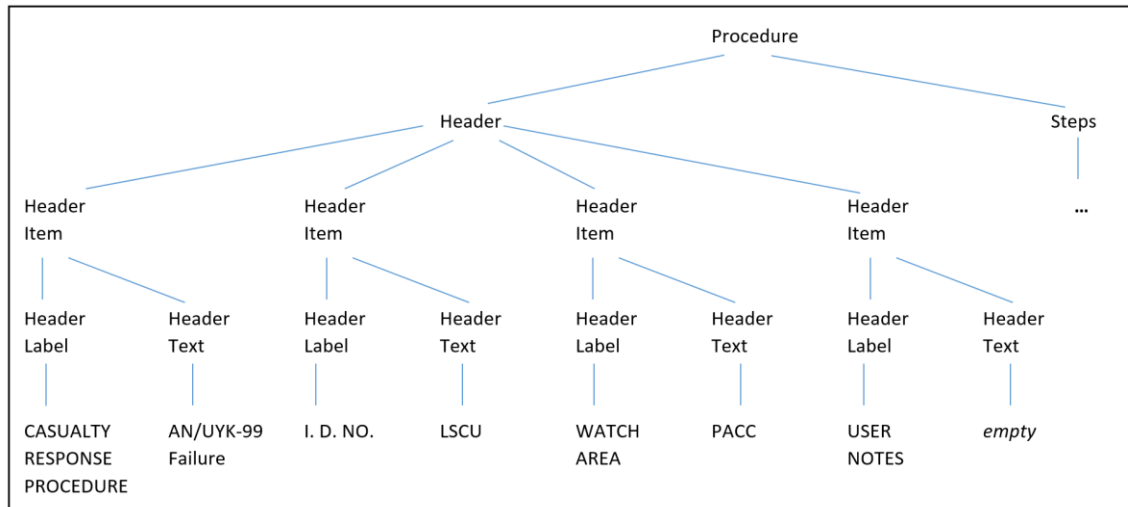 Procedure
Header
Steps
Header Item
Header Item
Header Item
Header Item
...
Header Label
Header Text
Header Label
Header Text
Header Label
Header Text
Header Label
Header Text
CASUALTY RESPONSE PROCEDURE
AN/UYK-99 Failure
I. D. NO.
LSCU
WATCH AREA
PACC
USER NOTES
empty